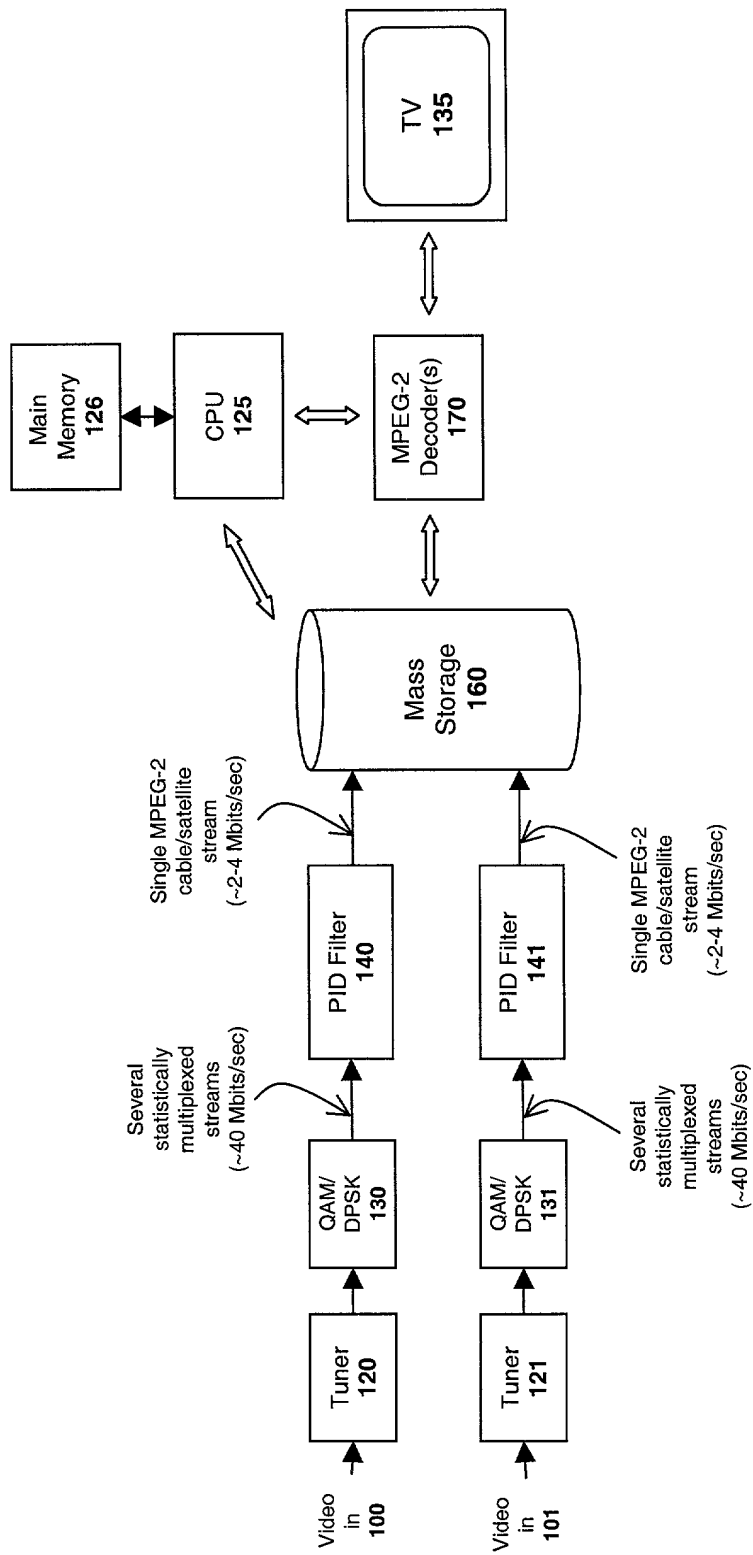 Video
in
100
Tuner
120
QAM/
DPSK
130
Several
statistically
multiplexed
streams
(~40 Mbits/sec)
PID Filter
140
Single MPEG-2
cable/satellite
stream
(~2-4 Mbits/sec)
Video
in
101
Tuner
121
QAM/
DPSK
131
Several
statistically
multiplexed
streams
(~40 Mbits/sec)
PID Filter
141
Single MPEG-2
cable/satellite
stream
(~2-4 Mbits/sec)
Mass
Storage
160
Main
Memory
126
CPU
125
MPEG-2
Decoder(s)
170
TV
135